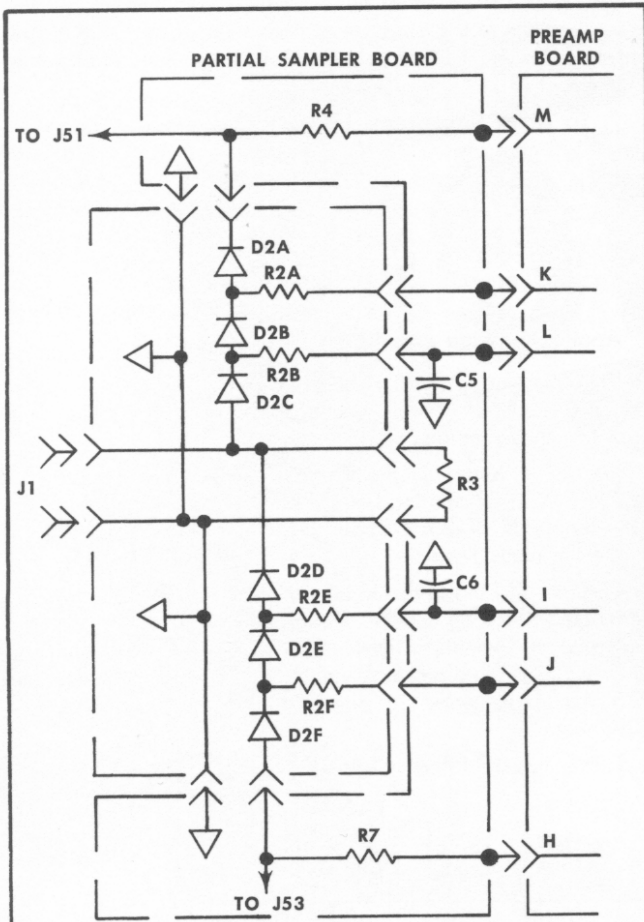 PREAMP
BOARD
PARTIAL SAMPLER BOARD
M
R4
TO J51
D2A
R2A
K
D2B
L
R2B
D2C
C5
R3
J1
D2D
C6
R2E
I
D2E
J
R2F
D2F
R7
H
TO J53